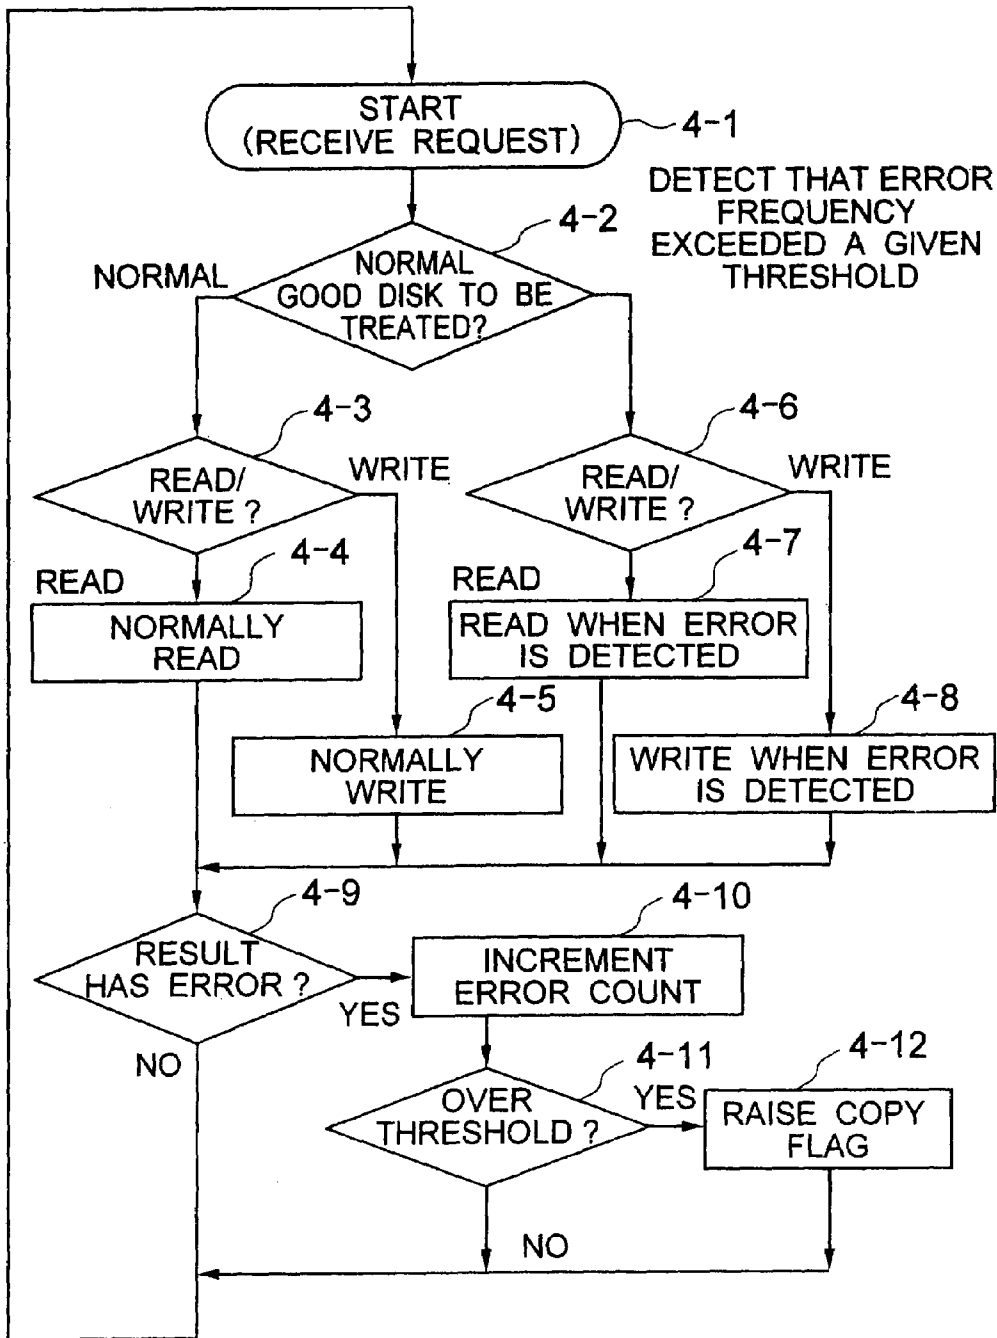 START
(RECEIVE REQUEST)
4-1
DETECT THAT ERROR
FREQUENCY
EXCEEDED A GIVEN
THRESHOLD
4-2
NORMAL
NORMAL
GOOD DISK TO BE
TREATED?
4-3
READ/
WRITE ?
WRITE
4-6
READ/
WRITE ?
WRITE
4-4
READ
NORMALLY
READ
4-7
READ
READ WHEN ERROR
IS DETECTED
4-5
NORMALLY
WRITE
4-8
WRITE WHEN ERROR
IS DETECTED
4-9
RESULT
HAS ERROR ?
YES
NO
4-10
INCREMENT
ERROR COUNT
4-11
OVER
THRESHOLD ?
YES
NO
4-12
RAISE COPY
FLAG